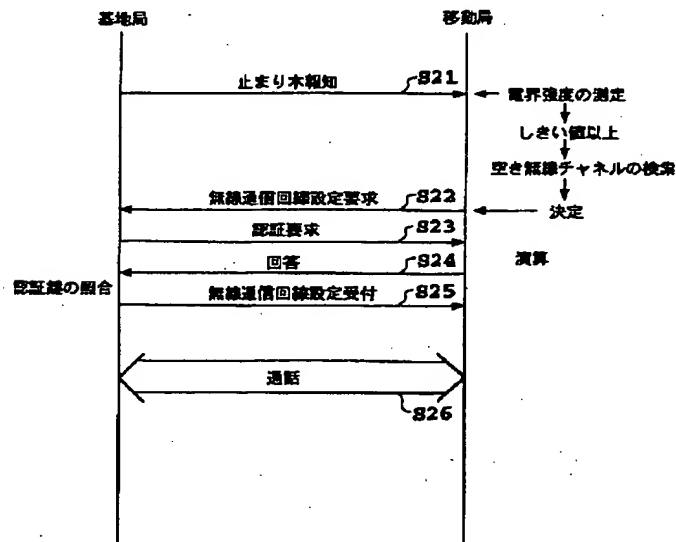 基地局
移動局
止まり木報知
S21
電界強度の測定
しきい値以上
空き無線チャネルの検索
無線通信回線設定要求
S22
決定
認証要求
S23
回答
S24
演算
認証鍵の照合
無線通信回線設定受付
S25
通話
S26